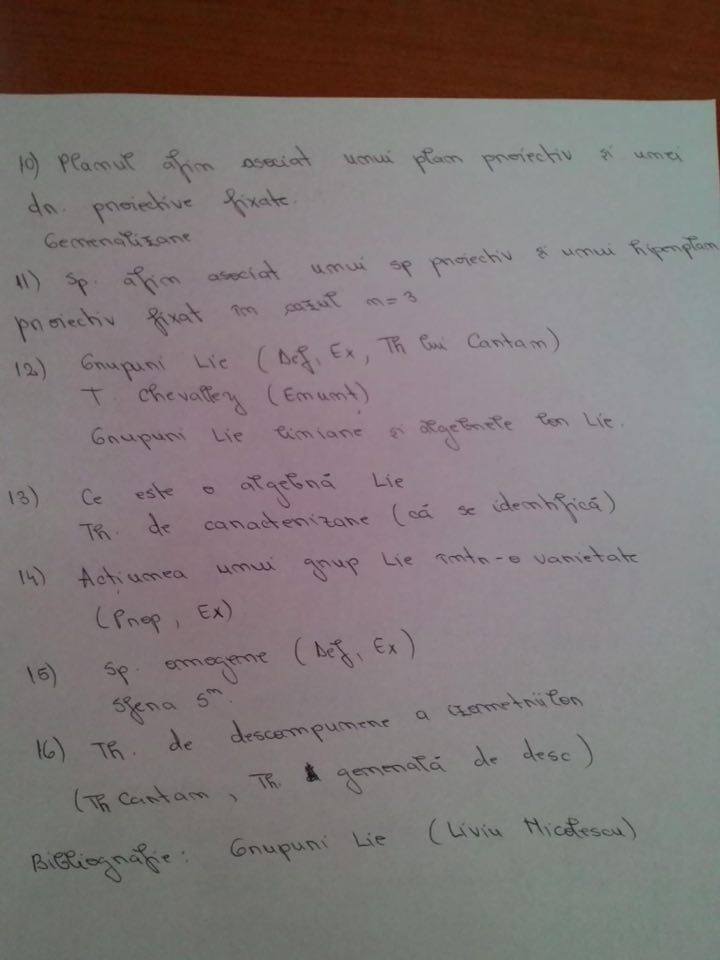 10) Planul afin asociat unui plan proiectiv și unei
dr. proiective fixate.
Generalizare
11) Sp. afin asociat unui sp proiectiv și unui hiperplan
proiectiv fixat în cazul n=3
12) Grupuri Lie (Def, Ex, Th lui Cartan)
T. Chevalley (Enunț)
Grupuri Lie liniare și algebrele lor Lie.
13) Ce este o algebră Lie
Th. de caracterizare (că se identifică)
14) Acțiunea unui grup Lie într-o varietate
(Prop, Ex)
15) Sp. omogene (Def, Ex)
Sfera Sⁿ.
16) Th. de descompunere a izometriilor
(Th Cartan, Th. generală de desc)
Bibliografie: Grupuri Lie (Liviu Nicolescu)